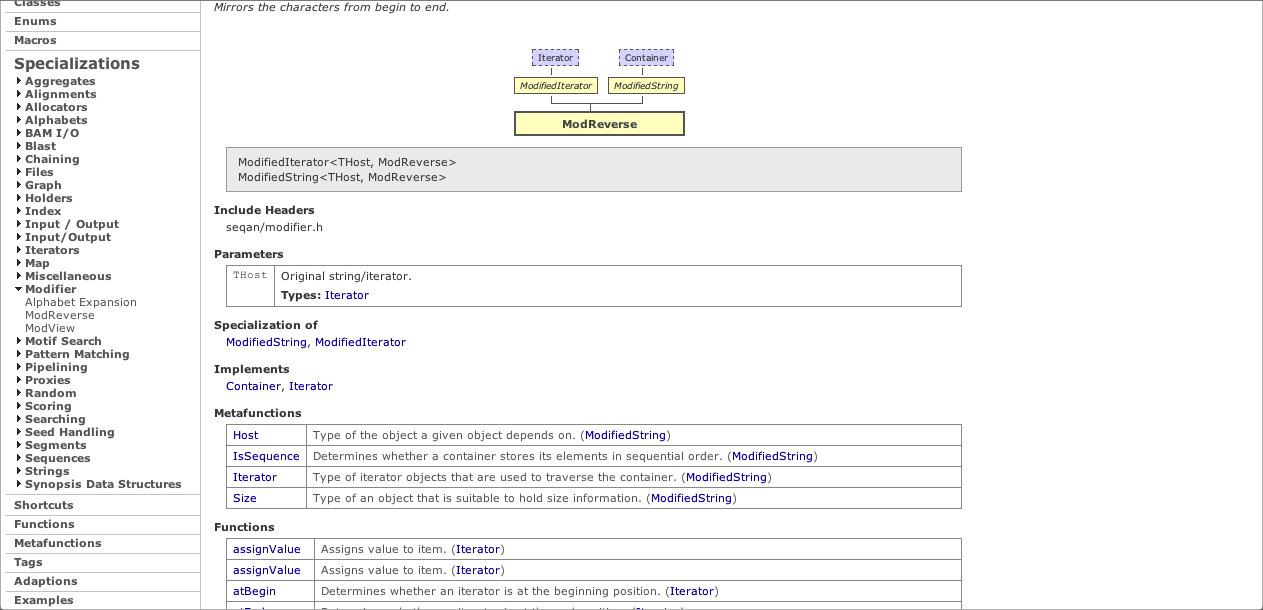 Classes
Enums
Macros
Specializations
Aggregates
Alignments
Allocators
Alphabets
BAM I/O
Blast
Chaining
Files
Graph
Holders
Index
Input / Output
Input/Output
Iterators
Map
Miscellaneous
Modifier
Alphabet Expansion
ModReverse
ModView
Motif Search
Pattern Matching
Pipelining
Proxies
Random
Scoring
Searching
Seed Handling
Segments
Sequences
Strings
Synopsis Data Structures
Shortcuts
Functions
Metafunctions
Tags
Adaptions
Examples
Mirrors the characters from begin to end.
Iterator Container
ModifiedIterator ModifiedString
ModReverse
ModifiedIterator<THost, ModReverse>
ModifiedString<THost, ModReverse>
Include Headers
seqan/modifier.h
Parameters
THost Original string/iterator.
Types: Iterator
Specialization of
ModifiedString, ModifiedIterator
Implements
Container, Iterator
Metafunctions
Host Type of the object a given object depends on. (ModifiedString)
IsSequence Determines whether a container stores its elements in sequential order. (ModifiedString)
Iterator Type of iterator objects that are used to traverse the container. (ModifiedString)
Size Type of an object that is suitable to hold size information. (ModifiedString)
Functions
assignValue Assigns value to item. (Iterator)
assignValue Assigns value to item. (Iterator)
atBegin Determines whether an iterator is at the beginning position. (Iterator)